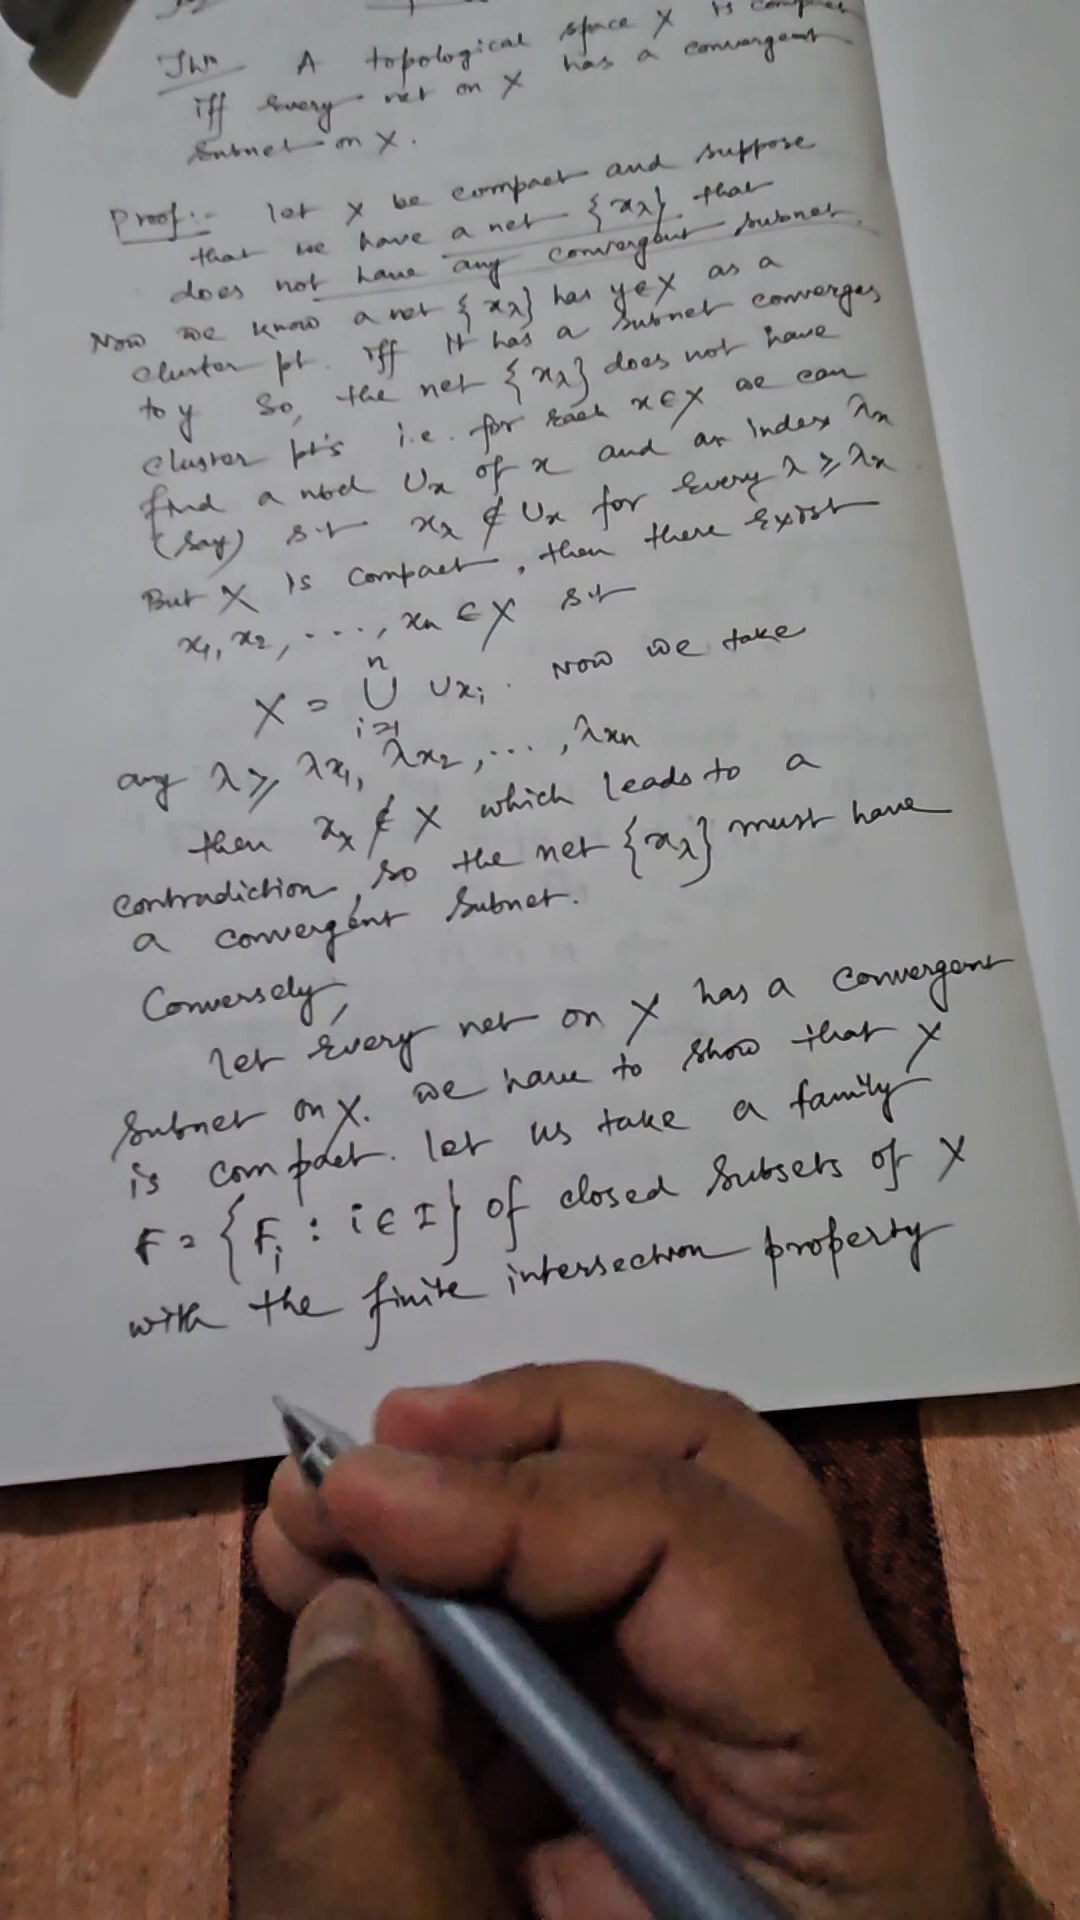 Thm A topological space X is compact
iff every net on X has a convergent
subnet on X.
Proof:- let X be compact and suppose
that we have a net {xλ} that
does not have any convergent subnet.
Now we know a net {xλ} has y∈X as a
cluster pt. iff it has a subnet converges
to y So, the net {xλ} does not have
cluster pt's i.e. for each x∈X we can
find a nbd Ux of x and an index λx
(say) s.t xλ ∉ Ux for every λ ≥ λx
But X is compact, then there exist
x1, x2, ..., xn ∈ X s.t
X = ⋃ i=1 n Uxi. Now we take
any λ ≥ λx1, λx2, ..., λxn
then xλ ∉ X which leads to a
contradiction, so the net {xλ} must have
a convergent subnet.
Conversely,
let every net on X has a convergent
subnet on X. we have to show that X
is compact. let us take a family
F = {Fi : i ∈ I} of closed subsets of X
with the finite intersection property